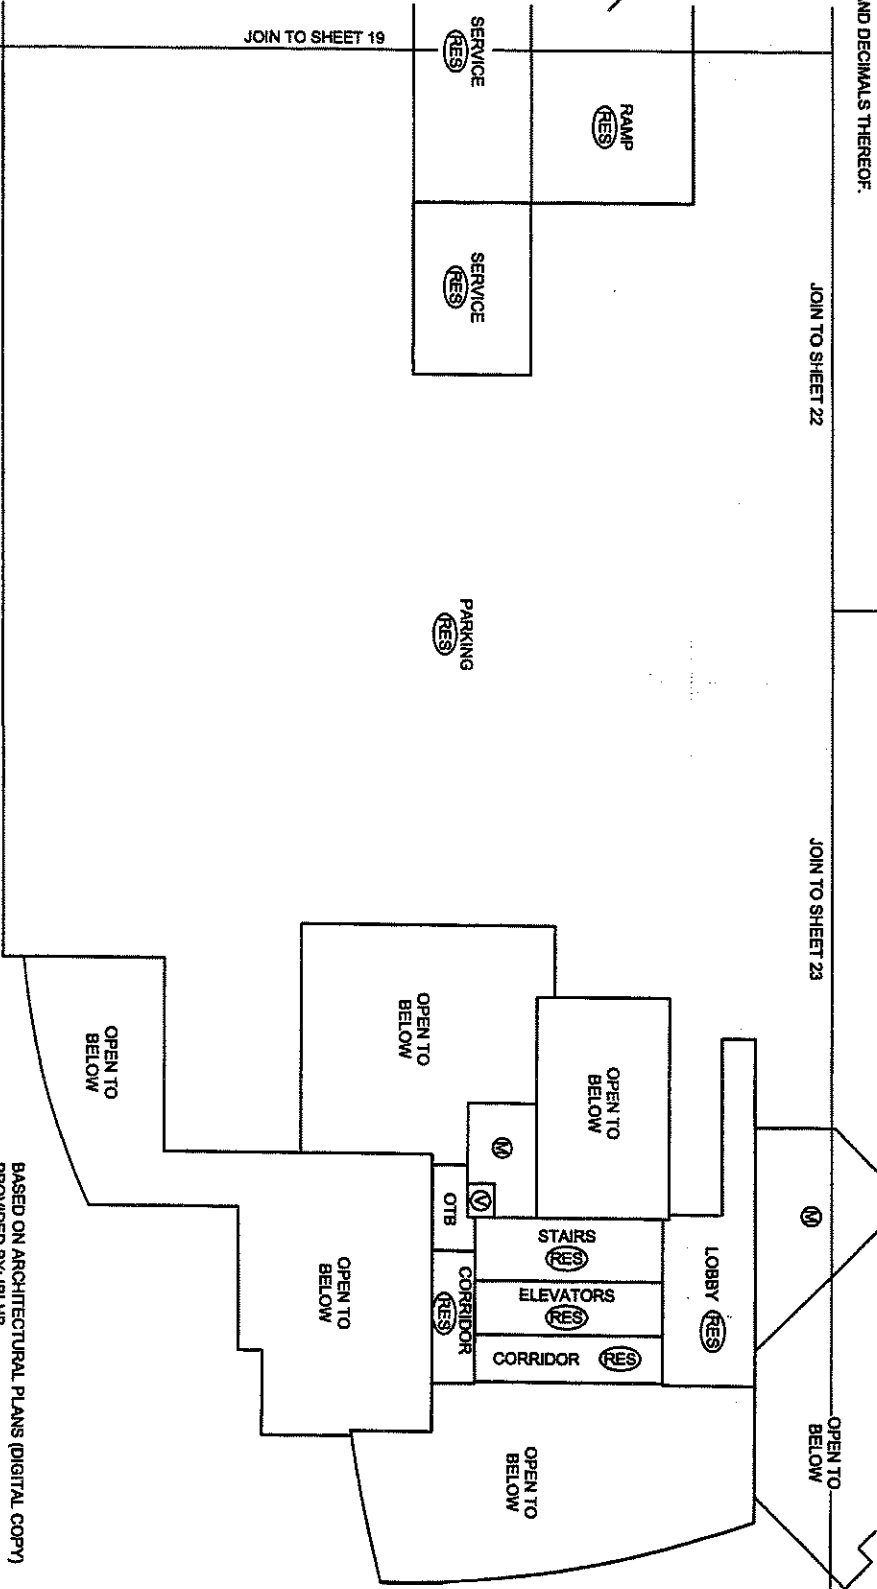 AND DECIMALS THEREOF.
JOIN TO SHEET 19
JOIN TO SHEET 22
JOIN TO SHEET 23
SERVICE
RES
RAMP
RES
SERVICE
RES
PARKING
RES
OPEN TO
BELOW
OPEN TO
BELOW
OPEN TO
BELOW
M
V
OTB
STAIRS
RES
ELEVATORS
RES
CORRIDOR RES
CORRIDOR
RES
LOBBY RES
M
OPEN TO
BELOW
OPEN TO
BELOW
OPEN TO
BELOW
BASED ON ARCHITECTURAL PLANS (DIGITAL COPY)